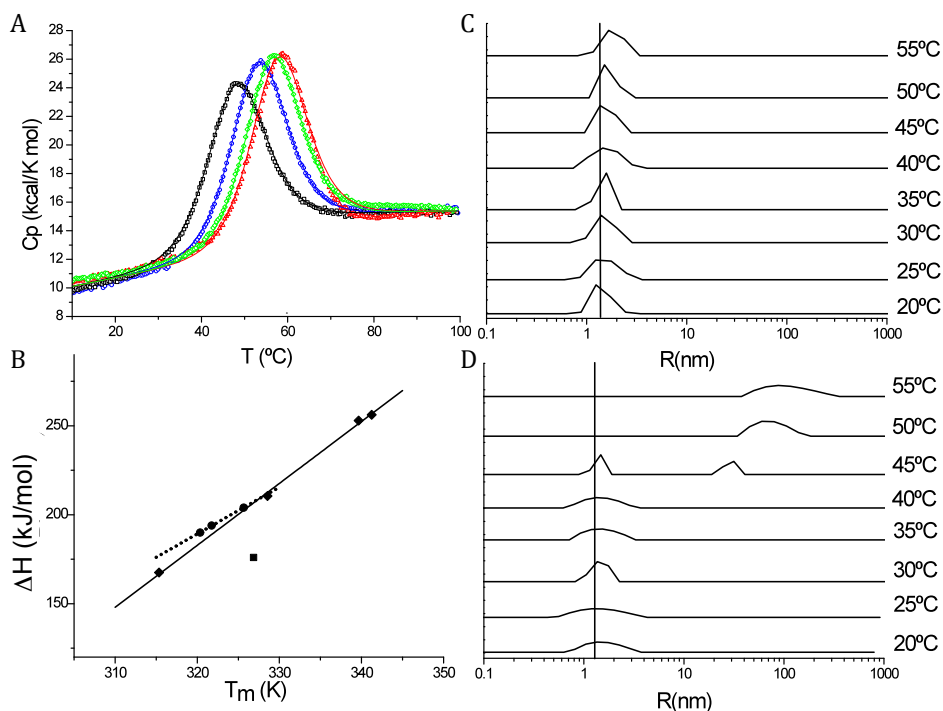 A
28
26
24
22
20
18
16
14
12
10
8
Cp (kcal/K mol)
20
40
60
80
100
T (ºC)
B
250
200
150
ΔH (kJ/mol)
310
320
330
340
350
Tm (K)
C
55ºC
50ºC
45ºC
40ºC
35ºC
30ºC
25ºC
20ºC
0.1
1
10
100
1000
R(nm)
D
55ºC
50ºC
45ºC
40ºC
35ºC
30ºC
25ºC
20ºC
0.1
1
10
100
1000
R(nm)